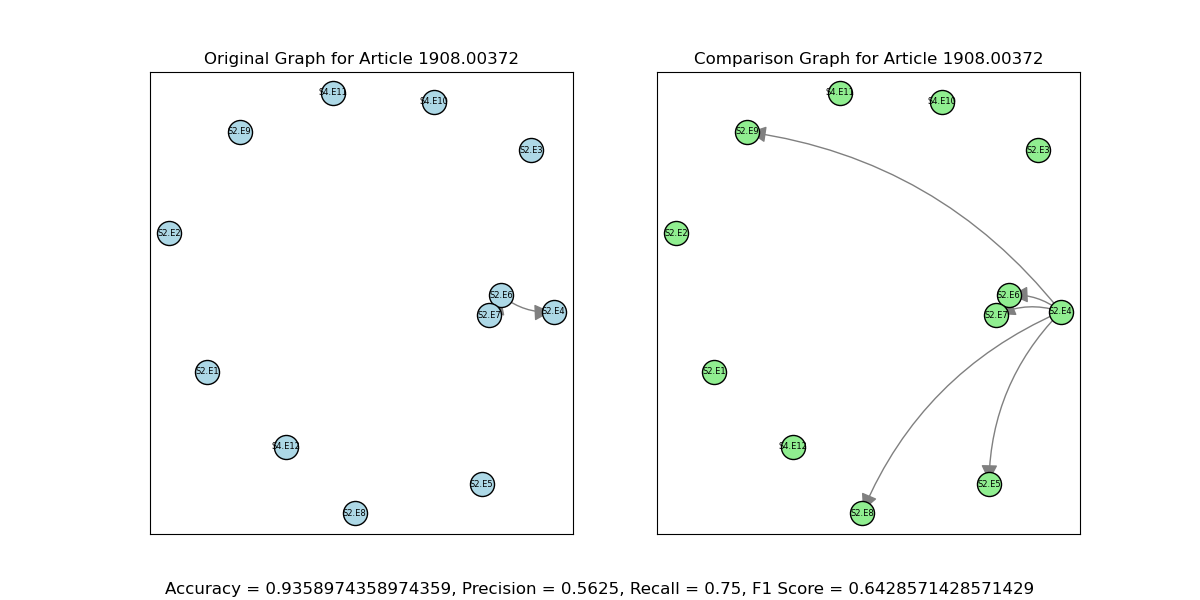 Original Graph for Article 1908.00372
S4.E11
S4.E10
S2.E9
S2.E3
S2.E2
S2.E6
S2.E7
S2.E4
S2.E1
S4.E12
S2.E5
S2.E8
Comparison Graph for Article 1908.00372
S4.E11
S4.E10
S2.E9
S2.E3
S2.E2
S2.E6
S2.E7
S2.E4
S2.E1
S4.E12
S2.E5
S2.E8
Accuracy = 0.9358974358974359, Precision = 0.5625, Recall = 0.75, F1 Score = 0.6428571428571429